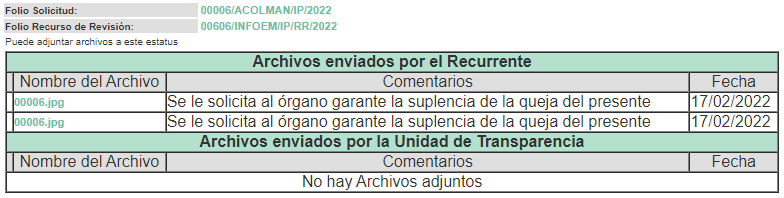 Folio Solicitud: 00006/ACOLMAN/IP/2022
Folio Recurso de Revisión: 00606/INFOEM/IP/RR/2022
Puede adjuntar archivos a este estatus
Archivos enviados por el Recurrente
Nombre del Archivo Comentarios Fecha
00006.jpg Se le solicita al órgano garante la suplencia de la queja del presente 17/02/2022
00006.jpg Se le solicita al órgano garante la suplencia de la queja del presente 17/02/2022
Archivos enviados por la Unidad de Transparencia
Nombre del Archivo Comentarios Fecha
No hay Archivos adjuntos